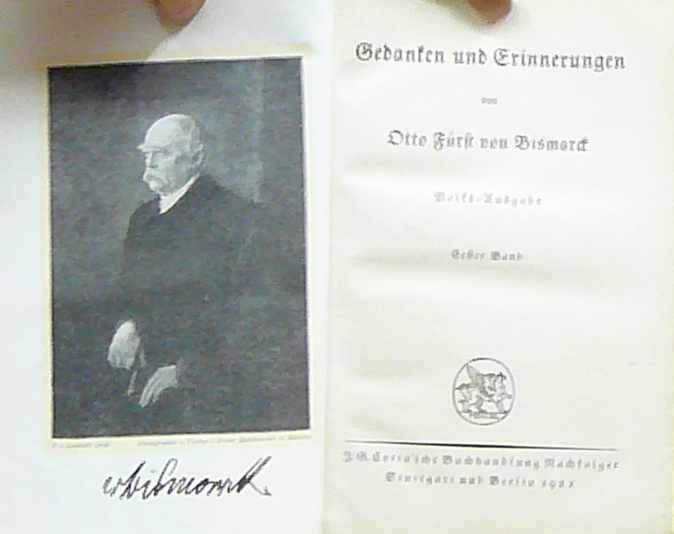 v Bismarck
Gedanken und Erinnerungen
von
Otto Fürst von Bismarck
Volks-Ausgabe
Erster Band
J. G. Cotta'sche Buchhandlung Nachfolger
Stuttgart und Berlin